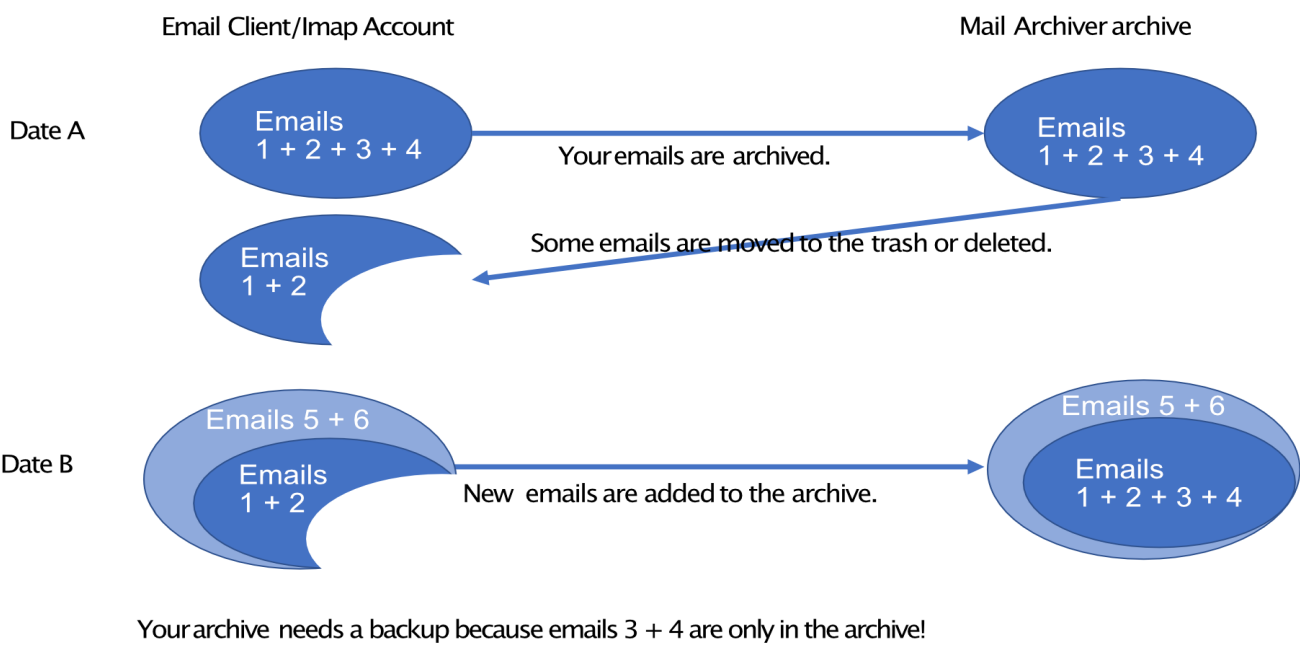 Email Client/Imap Account
Mail Archiver archive
Date A
Emails
1 + 2 + 3 + 4
Your emails are archived.
Emails
1 + 2 + 3 + 4
Some emails are moved to the trash or deleted.
Emails
1 + 2
Date B
Emails 5 + 6
Emails
1 + 2
New emails are added to the archive.
Emails 5 + 6
Emails
1 + 2 + 3 + 4
Your archive needs a backup because emails 3 + 4 are only in the archive!